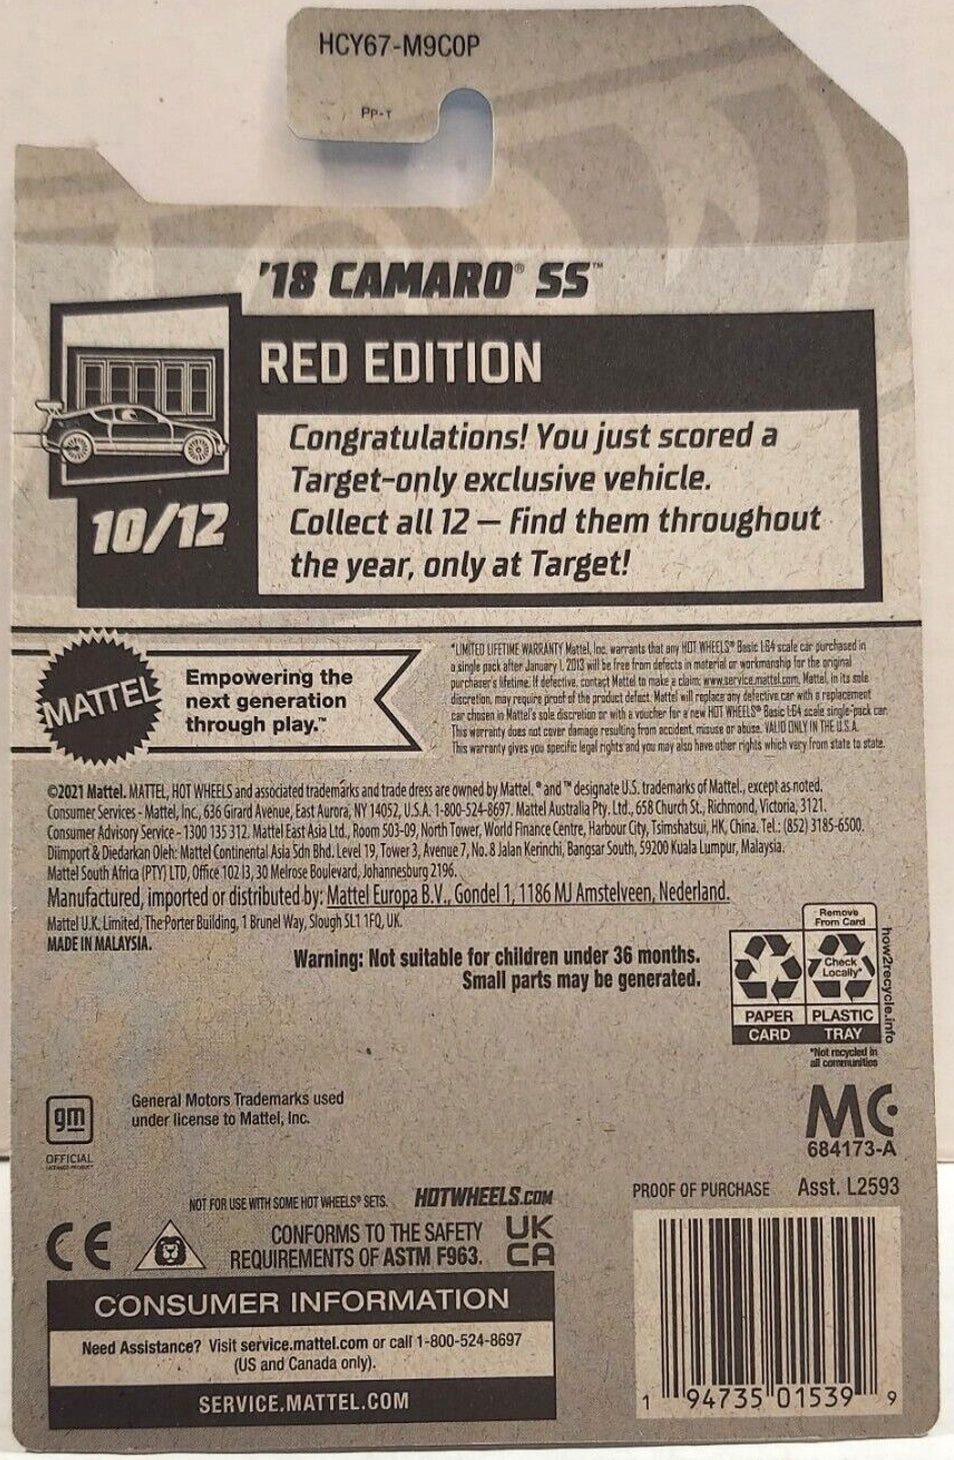 HCY67-M9C0P
PP-T
'18 CAMARO® SS™
RED EDITION
Congratulations! You just scored a
Target-only exclusive vehicle.
Collect all 12 — find them throughout
the year, only at Target!
10/12
MATTEL
Empowering the
next generation
through play.™
*LIMITED LIFETIME WARRANTY Mattel, Inc. warrants that any HOT WHEELS® Basic 1:64 scale car purchased in
a single pack after January 1, 2013 will be free from defects in material or workmanship for the original
purchaser's lifetime. If defective, contact Mattel to make a claim: www.service.mattel.com. Mattel, in its sole
discretion, may require proof of the product defect. Mattel will replace any defective car with a replacement
car chosen in Mattel's sole discretion or with a voucher for a new HOT WHEELS® Basic 1:64 scale single-pack car.
This warranty does not cover damage resulting from accident, misuse or abuse. VALID ONLY IN THE U.S.A.
This warranty gives you specific legal rights and you may also have other rights which vary from state to state.
©2021 Mattel. MATTEL, HOT WHEELS and associated trademarks and trade dress are owned by Mattel. ® and ™ designate U.S. trademarks of Mattel., except as noted.
Consumer Services - Mattel, Inc., 636 Girard Avenue, East Aurora, NY 14052, U.S.A. 1-800-524-8697. Mattel Australia Pty. Ltd., 658 Church St., Richmond, Victoria, 3121.
Consumer Advisory Service - 1300 135 312. Mattel East Asia Ltd., Room 503-09, North Tower, World Finance Centre, Harbour City, Tsimshatsui, HK, China. Tel.: (852) 3185-6500.
Diimport & Diedarkan Oleh: Mattel Continental Asia Sdn Bhd. Level 19, Tower 3, Avenue 7, No. 8 Jalan Kerinchi, Bangsar South, 59200 Kuala Lumpur, Malaysia.
Mattel South Africa (PTY) LTD, Office 102 I3, 30 Melrose Boulevard, Johannesburg 2196.
Manufactured, imported or distributed by: Mattel Europa B.V., Gondel 1, 1186 MJ Amstelveen, Nederland.
Mattel U.K. Limited, The Porter Building, 1 Brunel Way, Slough SL1 1FQ, UK.
MADE IN MALAYSIA.
Warning: Not suitable for children under 36 months.
Small parts may be generated.
Remove
From Card
Check
Locally*
PAPER PLASTIC
CARD TRAY
how2recycle.info
*Not recycled in
all communities
gm
OFFICIAL
LICENSED PRODUCT
General Motors Trademarks used
under license to Mattel, Inc.
MC
684173-A
NOT FOR USE WITH SOME HOT WHEELS® SETS.
HOTWHEELS.COM
PROOF OF PURCHASE Asst. L2593
CE
CONFORMS TO THE SAFETY
REQUIREMENTS OF ASTM F963.
UK
CA
CONSUMER INFORMATION
Need Assistance? Visit service.mattel.com or call 1-800-524-8697
(US and Canada only).
SERVICE.MATTEL.COM
1 94735 01539 9